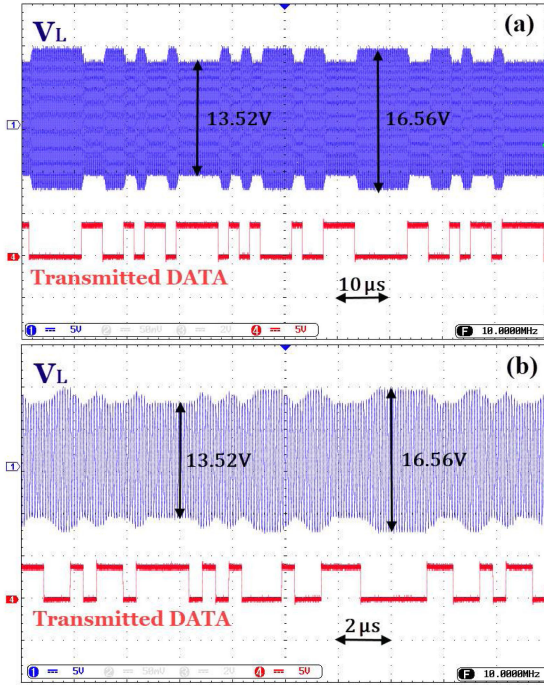 V_L (a)
1
13.52V 16.56V
4
Transmitted DATA 10 μs
1 5V 2 50mV 3 2V 4 5V F 10.0000MHz
V_L (b)
1
13.52V 16.56V
4
Transmitted DATA 2 μs
1 5V 2 50mV 3 2V 4 5V F 10.0000MHz